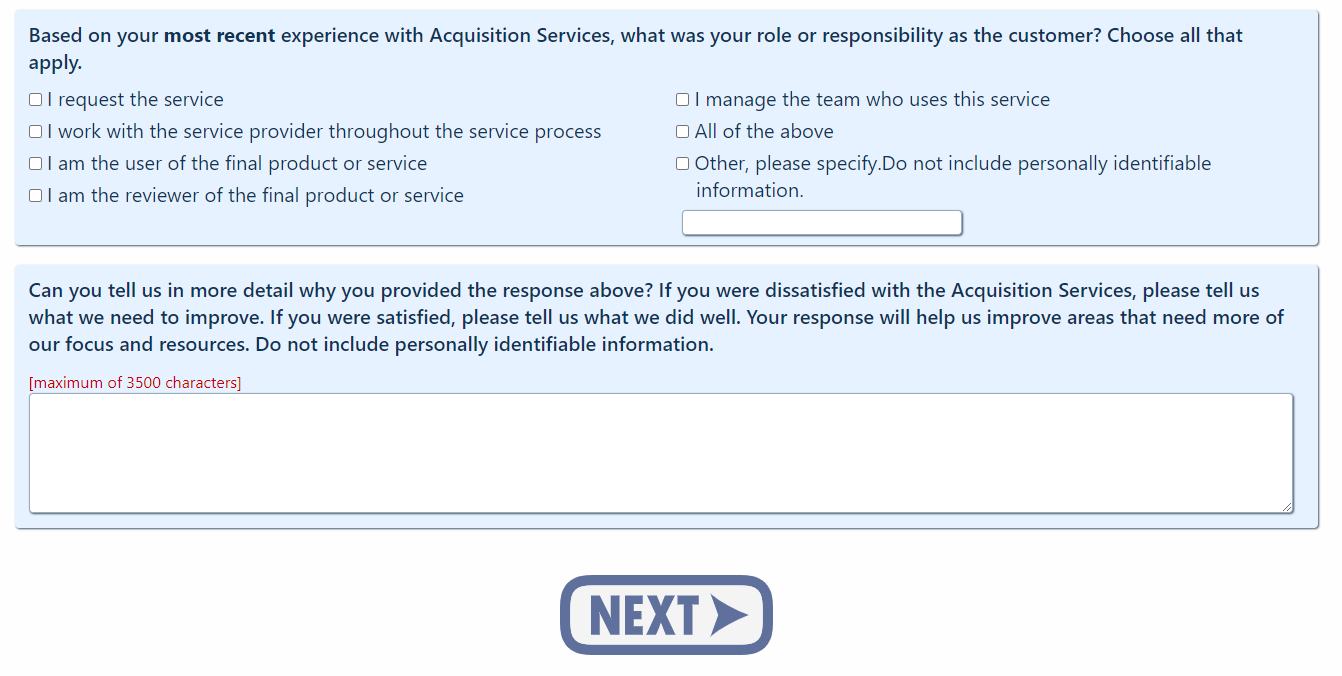 Based on your most recent experience with Acquisition Services, what was your role or responsibility as the customer? Choose all that
apply.
I request the service
I work with the service provider throughout the service process
I am the user of the final product or service
I am the reviewer of the final product or service
I manage the team who uses this service
All of the above
Other, please specify.Do not include personally identifiable
information.
Can you tell us in more detail why you provided the response above? If you were dissatisfied with the Acquisition Services, please tell us
what we need to improve. If you were satisfied, please tell us what we did well. Your response will help us improve areas that need more of
our focus and resources. Do not include personally identifiable information.
[maximum of 3500 characters]
NEXT